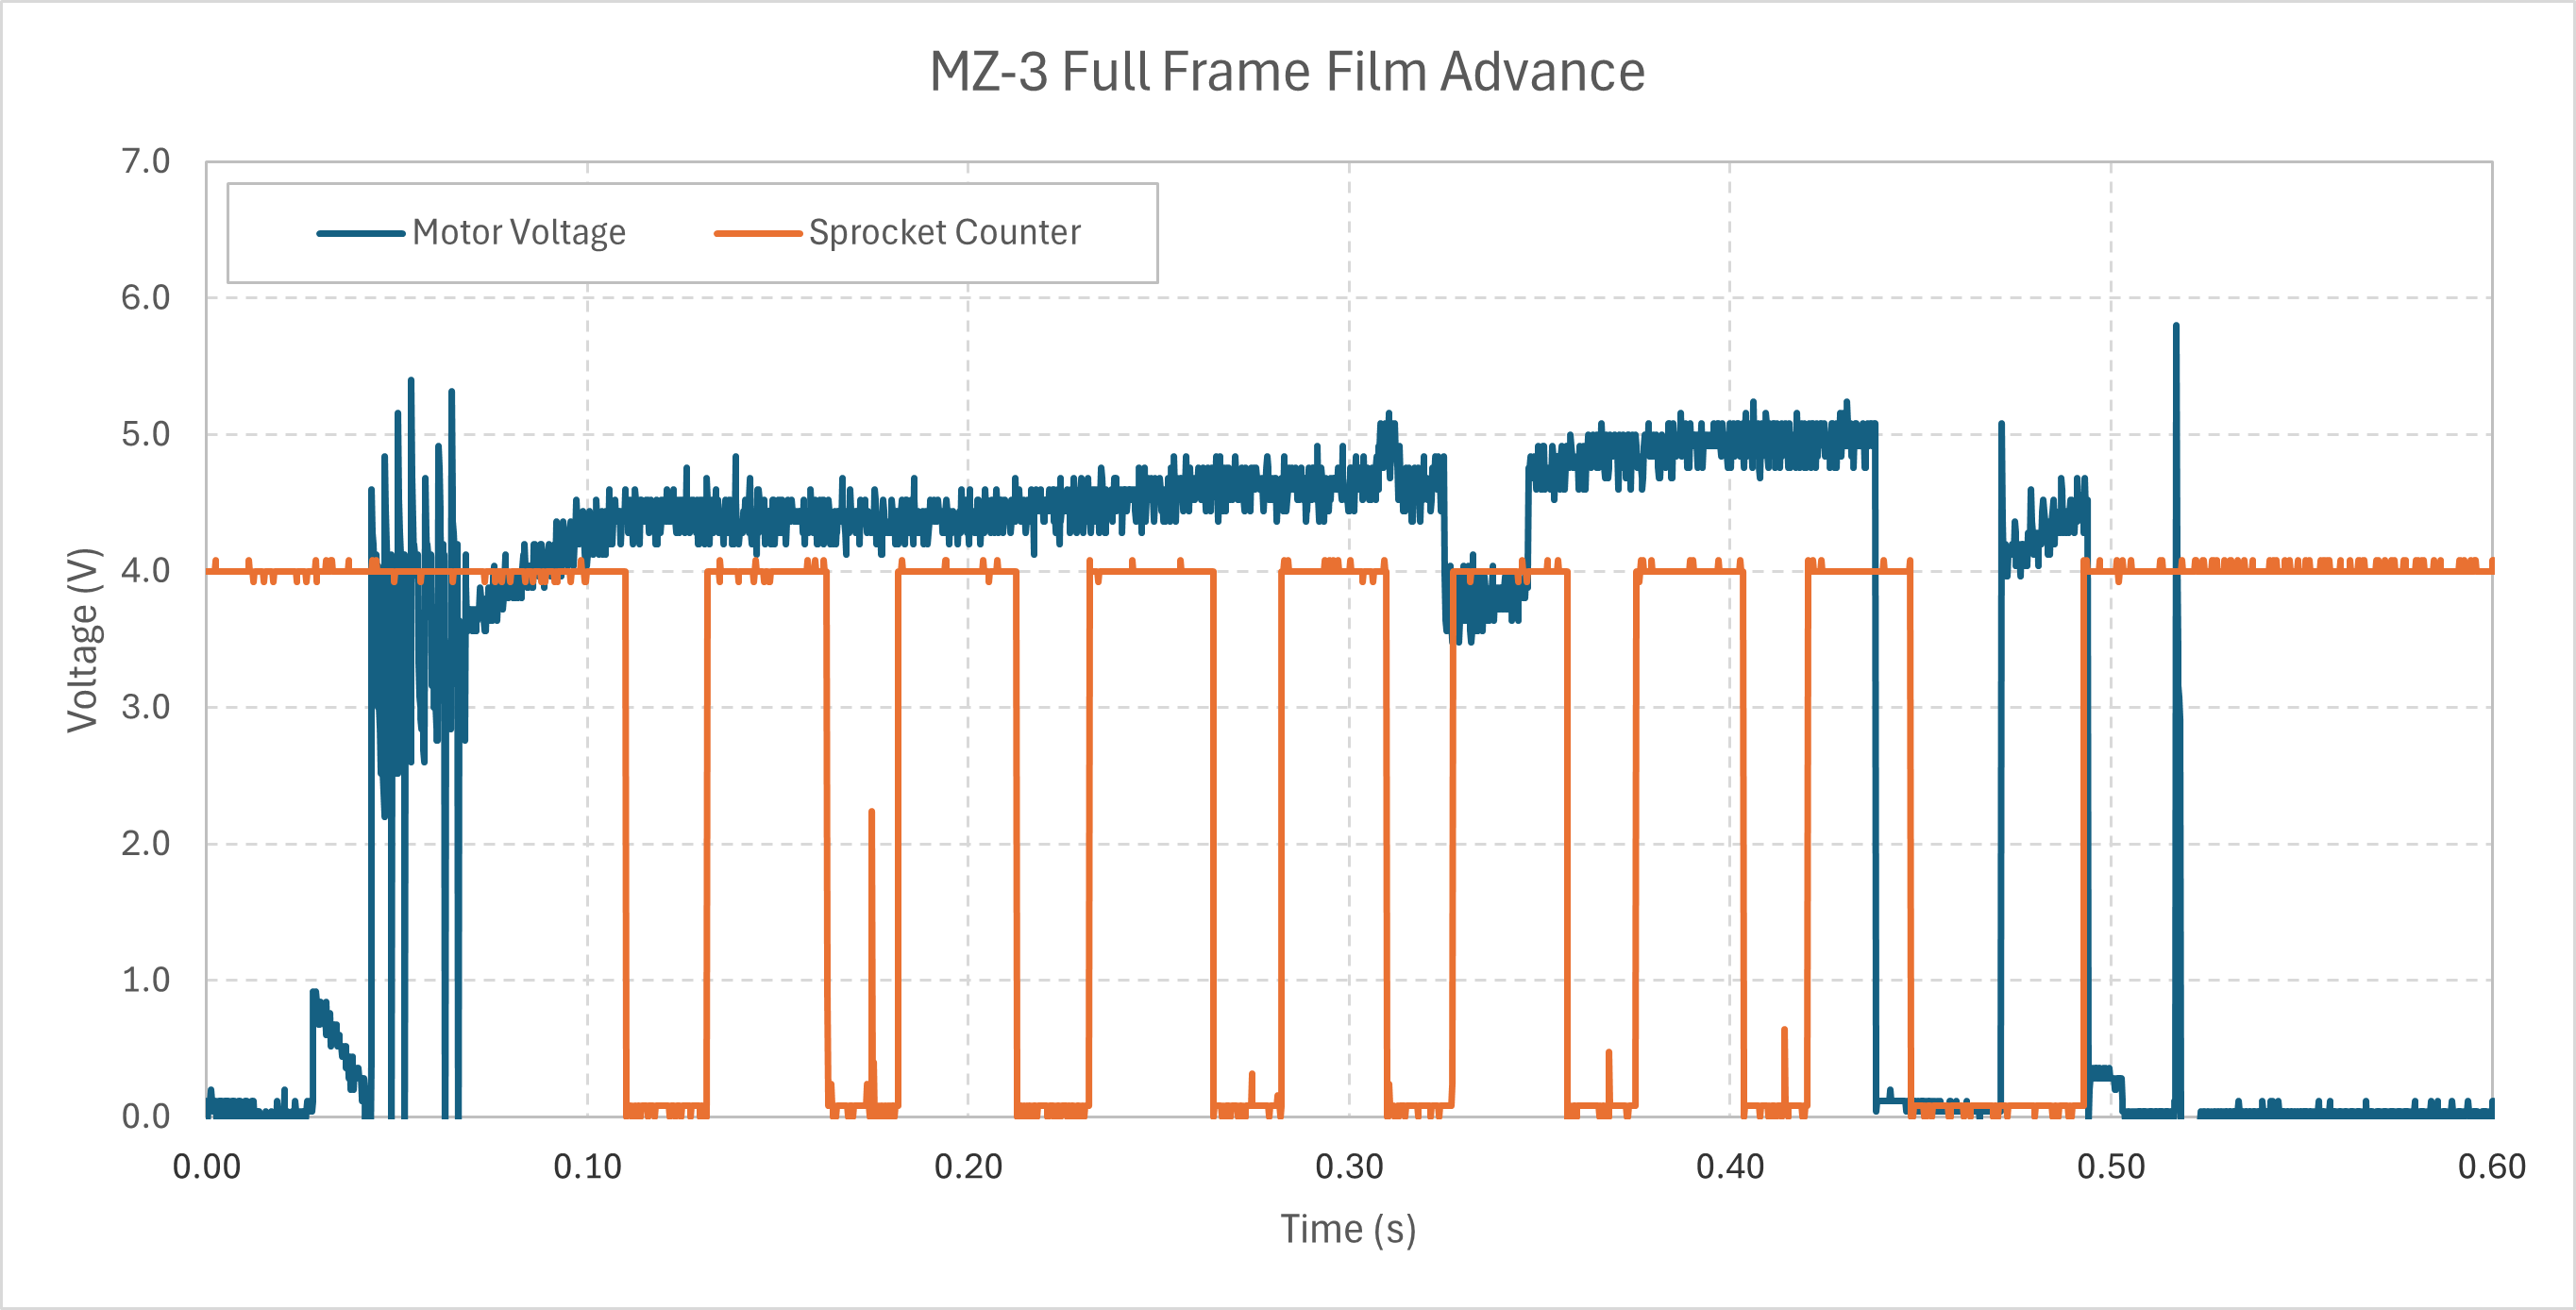 MZ-3 Full Frame Film Advance
Motor Voltage
Sprocket Counter
Voltage (V)
7.0
6.0
5.0
4.0
3.0
2.0
1.0
0.0
0.00 0.10 0.20 0.30 0.40 0.50 0.60
Time (s)